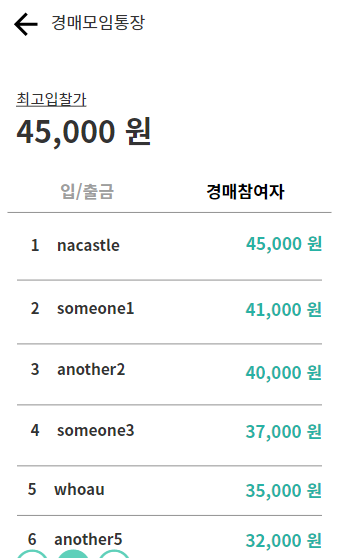 경매모임통장
최고입찰가
45,000 원
입/출금 경매참여자
1 nacastle 45,000 원
2 someone1 41,000 원
3 another2 40,000 원
4 someone3 37,000 원
5 whoau 35,000 원
6 another5 32,000 원